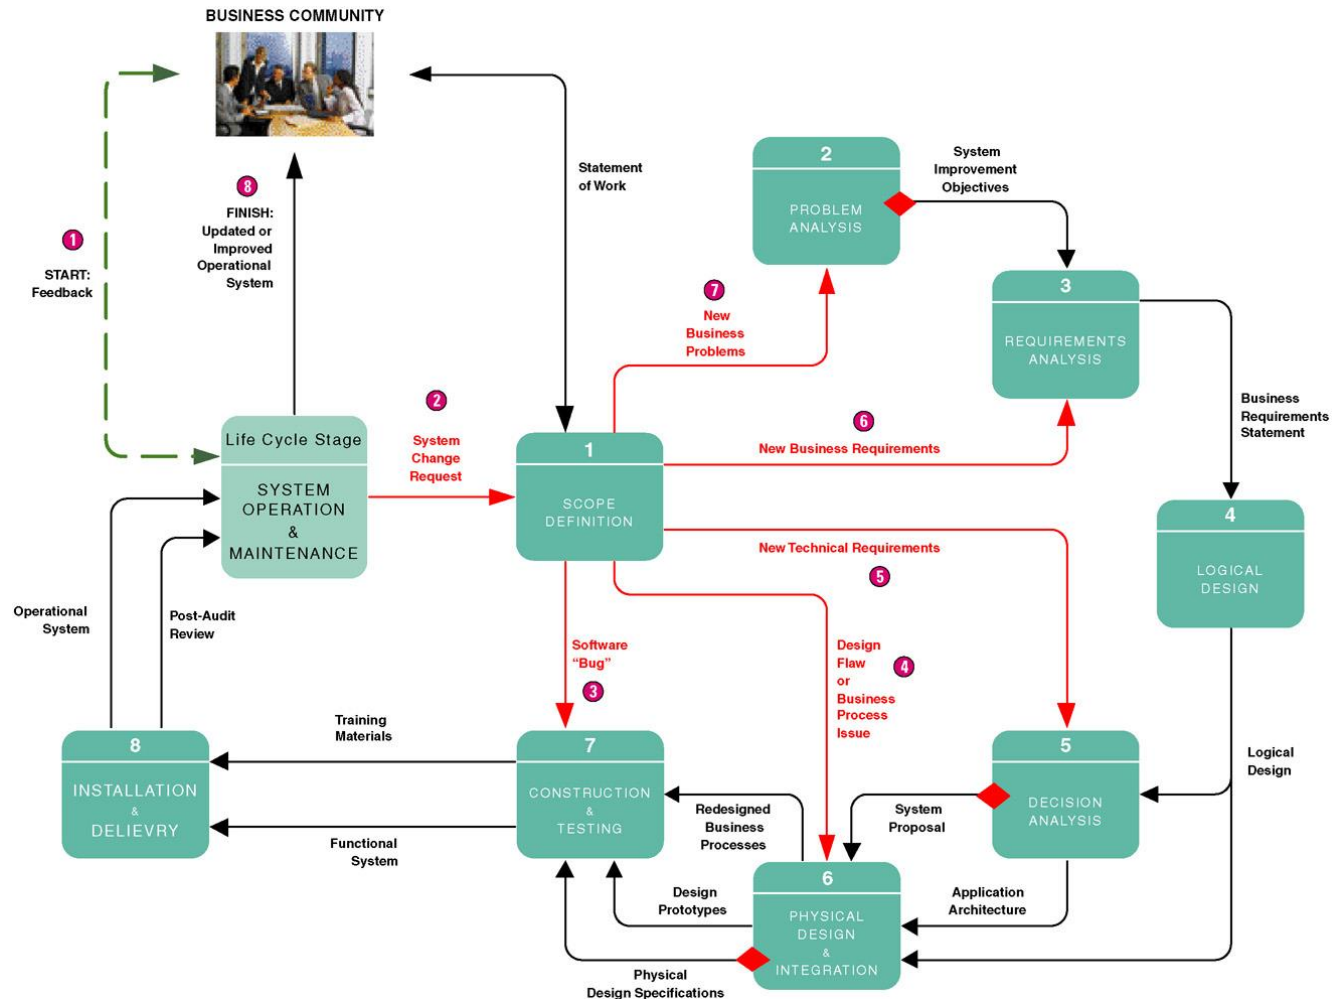 BUSINESS COMMUNITY
1
START:
Feedback
8
FINISH:
Updated or
Improved
Operational
System
Statement
of Work
2
PROBLEM
ANALYSIS
System
Improvement
Objectives
7
New
Business
Problems
3
REQUIREMENTS
ANALYSIS
2
System
Change
Request
Life Cycle Stage
SYSTEM
OPERATION
&
MAINTENANCE
1
SCOPE
DEFINITION
6
New Business Requirements
Business
Requirements
Statement
4
LOGICAL
DESIGN
New Technical Requirements
5
Operational
System
Post-Audit
Review
Software
“Bug”
3
Design
Flaw
or
Business
Process
Issue
4
Training
Materials
8
INSTALLATION
&
DELIEVRY
7
CONSTRUCTION
&
TESTING
Functional
System
Redesigned
Business
Processes
System
Proposal
5
DECISION
ANALYSIS
Logical
Design
Design
Prototypes
6
PHYSICAL
DESIGN
&
INTEGRATION
Application
Architecture
Physical
Design Specifications